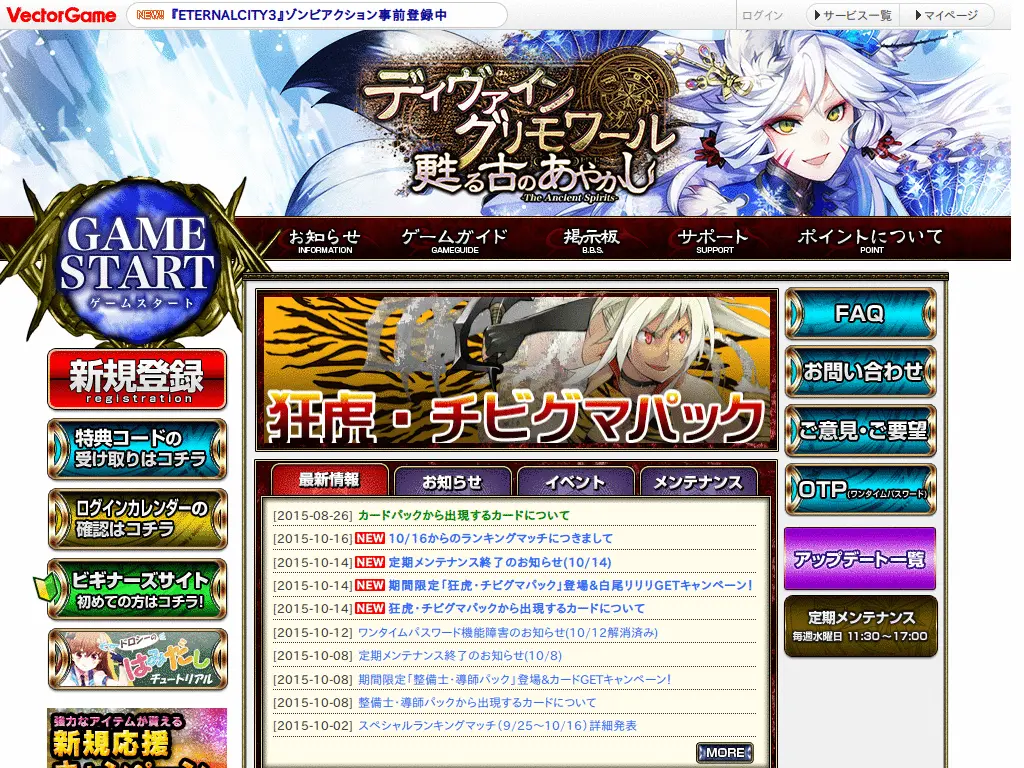 VectorGame
NEW!! 『ETERNALCITY3』ゾンビアクション事前登録中
ログイン
サービス一覧
マイページ
ディヴァイン
グリモワール
甦る古のあやかし
-The Ancient Spirits-
GAME
START
ゲームスタート
お知らせ
INFORMATION
ゲームガイド
GAMEGUIDE
掲示板
B.B.S.
サポート
SUPPORT
ポイントについて
POINT
新規登録
registration
特典コードの
受け取りはコチラ
ログインカレンダーの
確認はコチラ
ビギナーズサイト
初めての方はコチラ!
ドロシーの
はみだし
チュートリアル
強力なアイテムが貰える
新規応援
キャンペーン
狂虎・チビグマパック
最新情報
お知らせ
イベント
メンテナンス
[2015-08-26] カードパックから出現するカードについて
[2015-10-16] NEW 10/16からのランキングマッチにつきまして
[2015-10-14] NEW 定期メンテナンス終了のお知らせ(10/14)
[2015-10-14] NEW 期間限定「狂虎・チビグマパック」登場&白尾リリリGETキャンペーン!
[2015-10-14] NEW 狂虎・チビグマパックから出現するカードについて
[2015-10-12] ワンタイムパスワード機能障害のお知らせ(10/12解消済み)
[2015-10-08] 定期メンテナンス終了のお知らせ(10/8)
[2015-10-08] 期間限定「整備士・導師パック」登場&カードGETキャンペーン!
[2015-10-08] 整備士・導師パックから出現するカードについて
[2015-10-02] スペシャルランキングマッチ（9/25～10/16）詳細発表
MORE
FAQ
お問い合わせ
ご意見・ご要望
OTP(ワンタイムパスワード)
アップデート一覧
定期メンテナンス
毎週水曜日 11:30～17:00